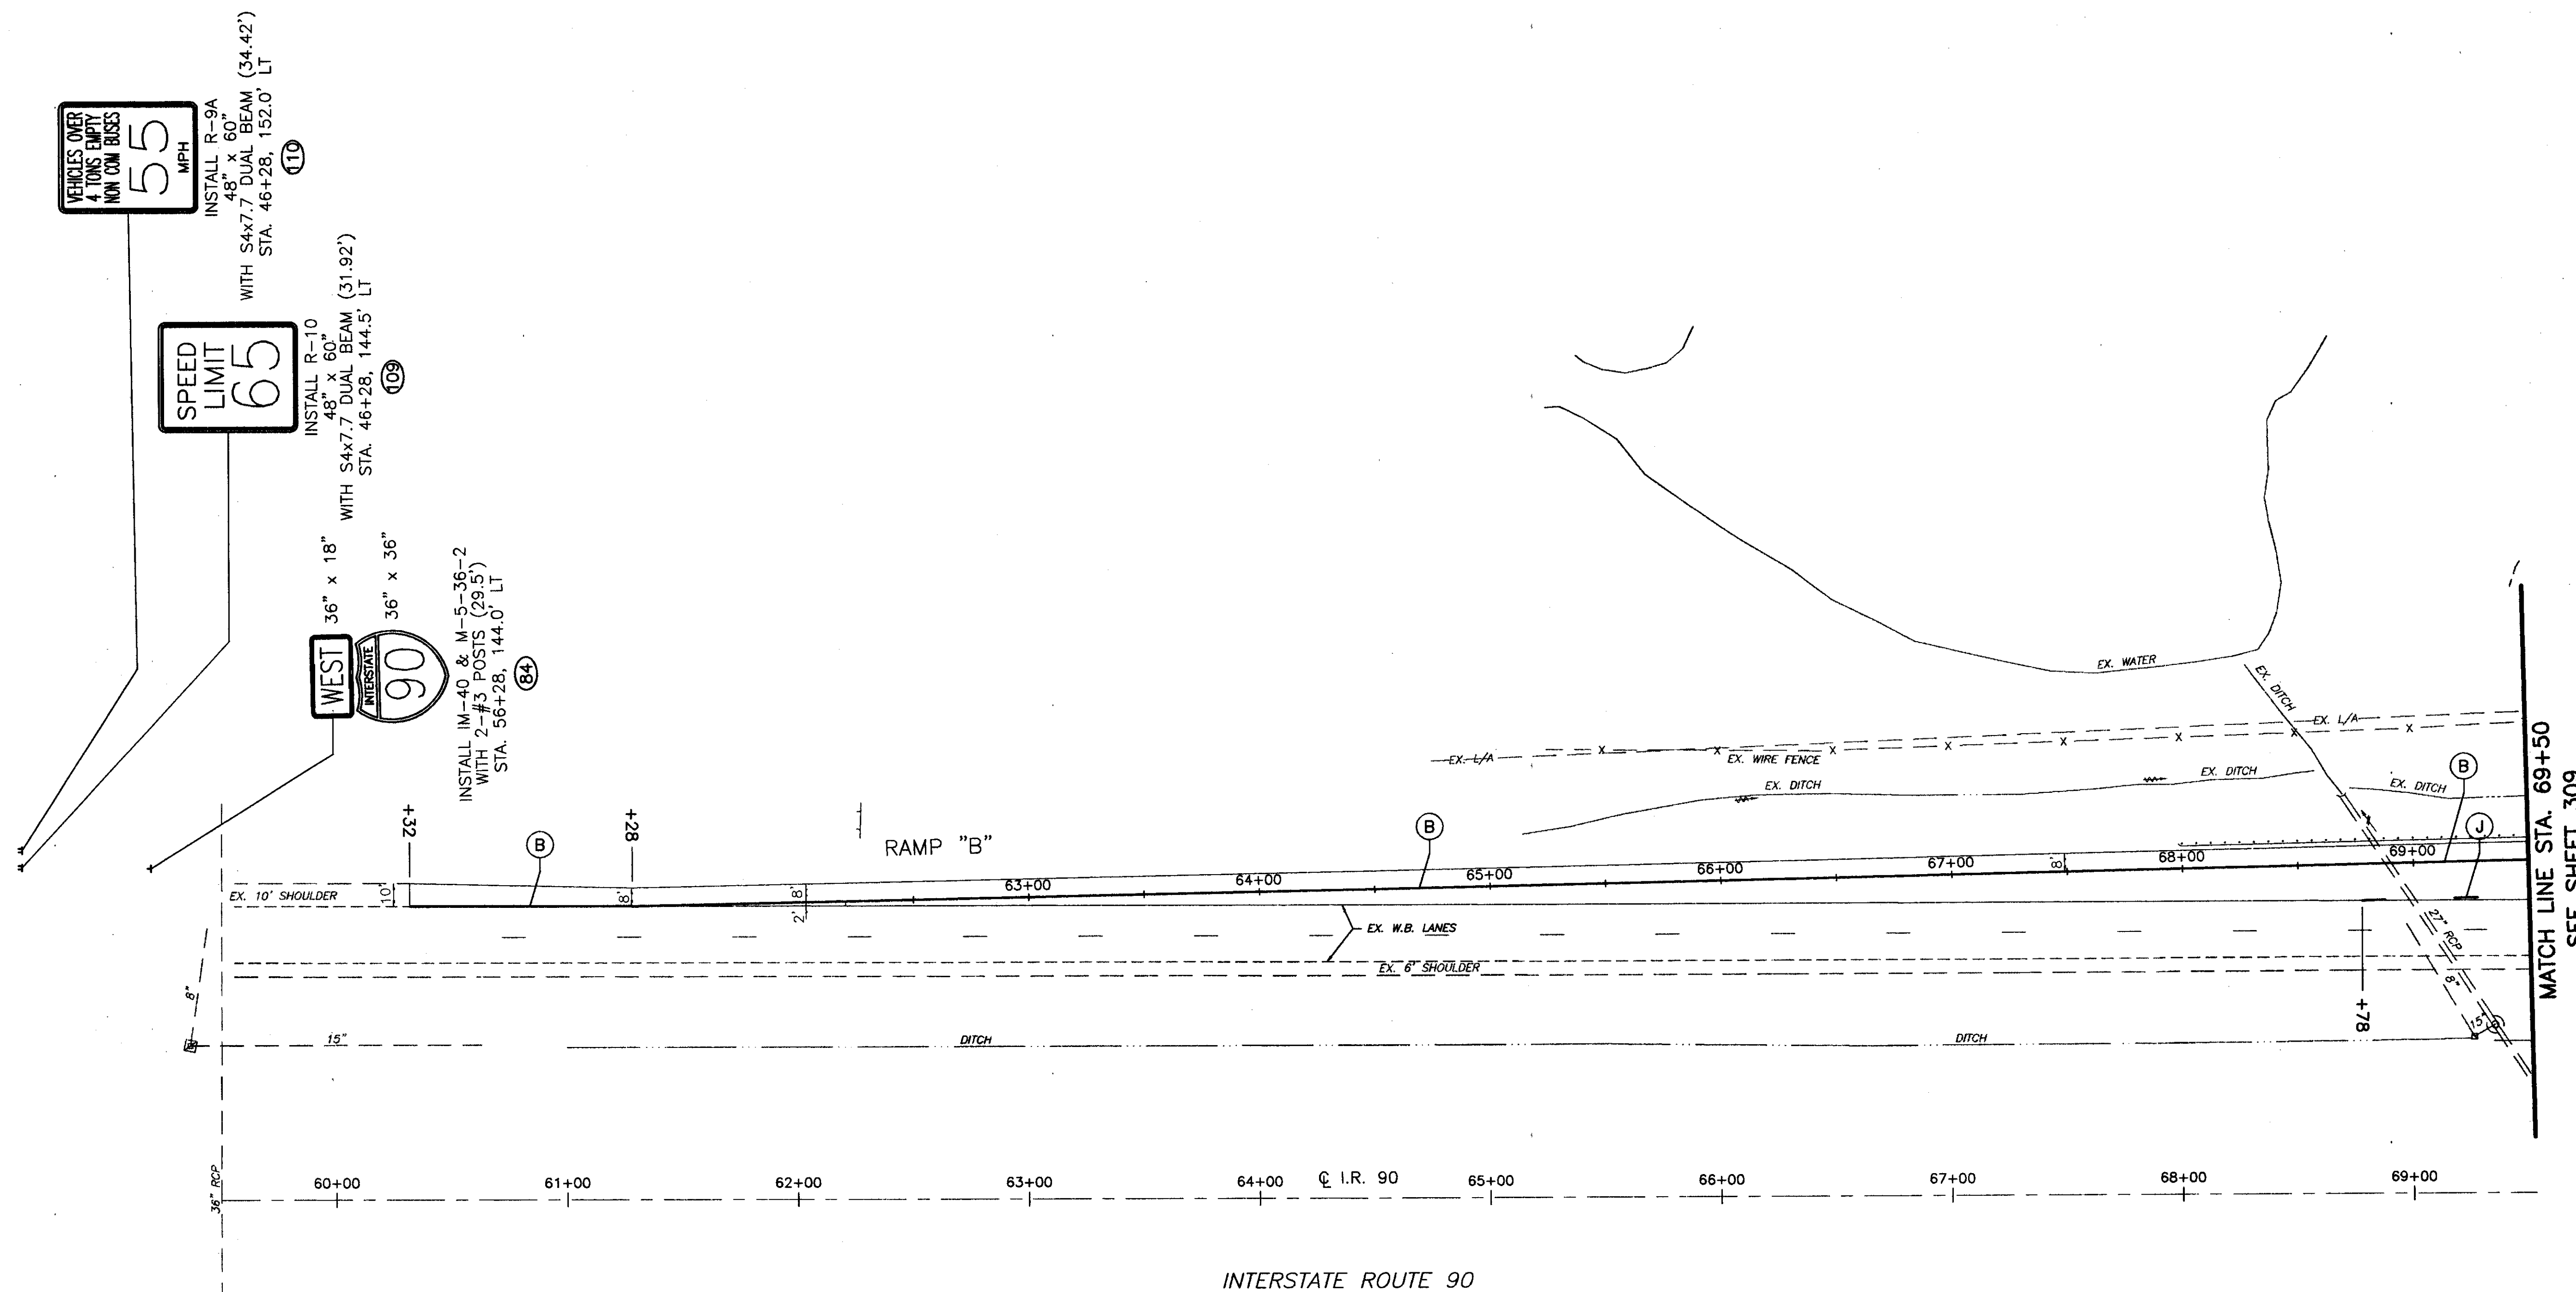 VEHICLES OVER
4 TONS EMPTY
NON COM BUSES
55
MPH
INSTALL R-9A
48" x 60"
WITH S4x7.7 DUAL BEAM (34.42')
STA. 46+28, 152.0' LT
110
SPEED
LIMIT
65
INSTALL R-10
48" x 60"
WITH S4x7.7 DUAL BEAM (31.92')
STA. 46+28, 144.5' LT
109
WEST
36" x 18"
INTERSTATE
90
36" x 36"
INSTALL IM-40 & M-5-36-2
WITH 2-#3 POSTS (29.5')
STA. 56+28, 144.0' LT
84
EX. WATER
EX. DITCH
EX. L/A
EX. L/A
EX. WIRE FENCE
EX. DITCH
EX. DITCH
EX. DITCH
B
J
B
B
+32
+28
RAMP "B"
EX. 10' SHOULDER
10'
8'
8'
2'
63+00
64+00
65+00
66+00
67+00
8'
68+00
69+00
EX. W.B. LANES
EX. 6' SHOULDER
27" RCP
8"
15"
+78
8"
15"
DITCH
DITCH
MATCH LINE STA. 69+50
SEE SHEET 309
36" RCP
60+00
61+00
62+00
63+00
64+00
℄ I.R. 90
65+00
66+00
67+00
68+00
69+00
INTERSTATE ROUTE 90